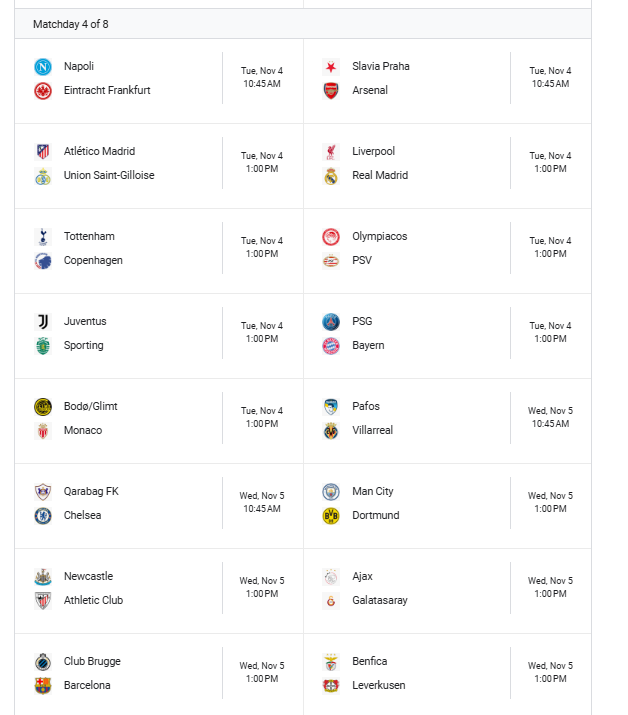 Matchday 4 of 8
Napoli
Eintracht Frankfurt
Tue, Nov 4
10:45 AM
Slavia Praha
Arsenal
Tue, Nov 4
10:45 AM
Atlético Madrid
Union Saint-Gilloise
Tue, Nov 4
1:00 PM
Liverpool
Real Madrid
Tue, Nov 4
1:00 PM
Tottenham
Copenhagen
Tue, Nov 4
1:00 PM
Olympiacos
PSV
Tue, Nov 4
1:00 PM
Juventus
Sporting
Tue, Nov 4
1:00 PM
PSG
Bayern
Tue, Nov 4
1:00 PM
Bodø/Glimt
Monaco
Tue, Nov 4
1:00 PM
Pafos
Villarreal
Wed, Nov 5
10:45 AM
Qarabag FK
Chelsea
Wed, Nov 5
10:45 AM
Man City
Dortmund
Wed, Nov 5
1:00 PM
Newcastle
Athletic Club
Wed, Nov 5
1:00 PM
Ajax
Galatasaray
Wed, Nov 5
1:00 PM
Club Brugge
Barcelona
Wed, Nov 5
1:00 PM
Benfica
Leverkusen
Wed, Nov 5
1:00 PM